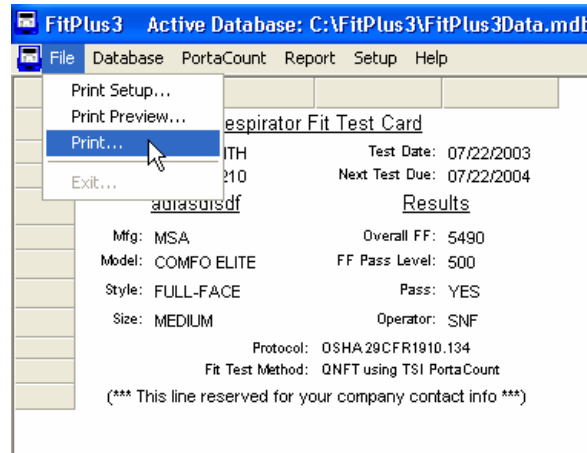 FitPlus3 Active Database: C:\FitPlus3\FitPlus3Data.mdb
File Database PortaCount Report Setup Help
Print Setup...
Print Preview...
Print...
Exit...
espirator Fit Test Card
ITH Test Date: 07/22/2003
210 Next Test Due: 07/22/2004
Results
Mfg: MSA Overall FF: 5490
Model: COMFO ELITE FF Pass Level: 500
Style: FULL-FACE Pass: YES
Size: MEDIUM Operator: SNF
Protocol: OSHA 29CFR1910.134
Fit Test Method: QNFT using TSI PortaCount
(*** This line reserved for your company contact info ***)